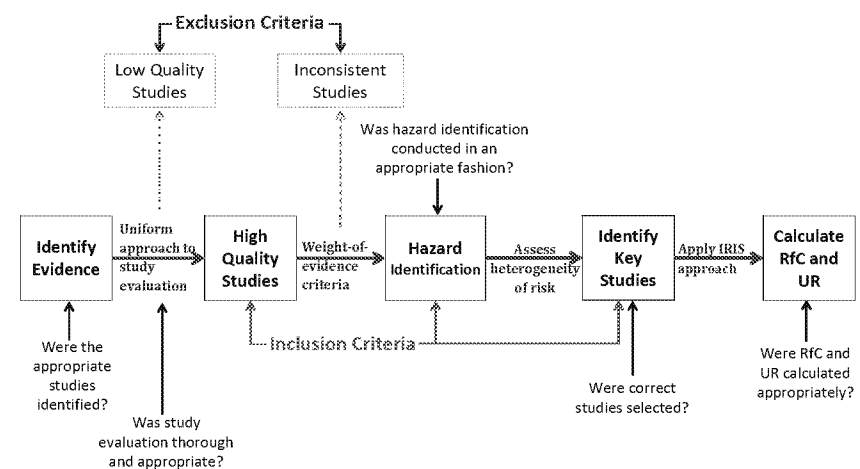 Exclusion Criteria
Low Quality
Studies
Inconsistent
Studies
Was hazard identification
conducted in an
appropriate fashion?
Identify
Evidence
Uniform
approach to
study
evaluation
High
Quality
Studies
Weight-of-
evidence
criteria
Hazard
Identification
Assess
heterogeneity
of risk
Identify
Key
Studies
Apply IRIS
approach
Calculate
RfC and
UR
Inclusion Criteria
Were the
appropriate
studies
identified?
Was study
evaluation thorough
and appropriate?
Were correct
studies selected?
Were RfC and
UR calculated
appropriately?